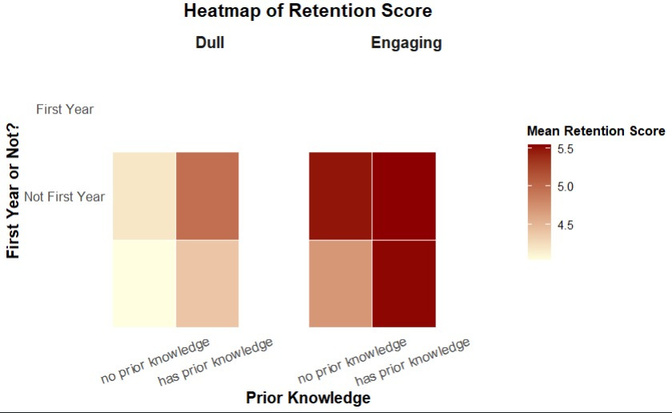 Heatmap of Retention Score
Dull Engaging
First Year or Not?
First Year
Not First Year
no prior knowledge has prior knowledge no prior knowledge has prior knowledge
Prior Knowledge
Mean Retention Score
5.5
5.0
4.5